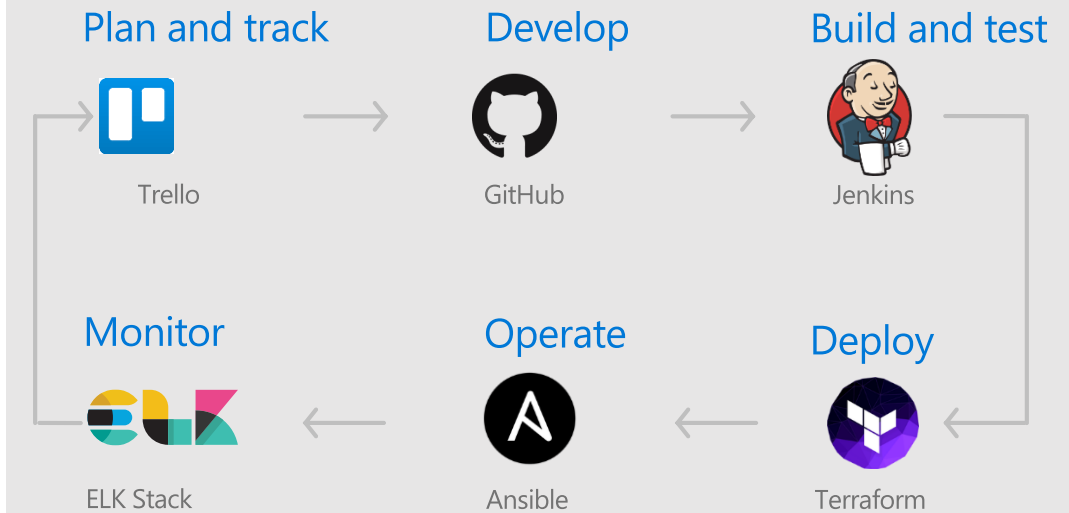 Plan and track
Develop
Build and test
Trello
GitHub
Jenkins
Monitor
Operate
Deploy
ELK Stack
Ansible
Terraform